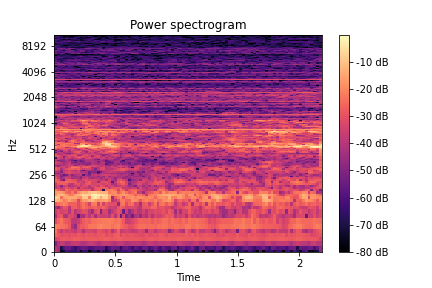 Power spectrogram
8192
4096
2048
1024
512
256
128
64
0
Hz
0
0.5
1
1.5
2
Time
-10 dB
-20 dB
-30 dB
-40 dB
-50 dB
-60 dB
-70 dB
-80 dB